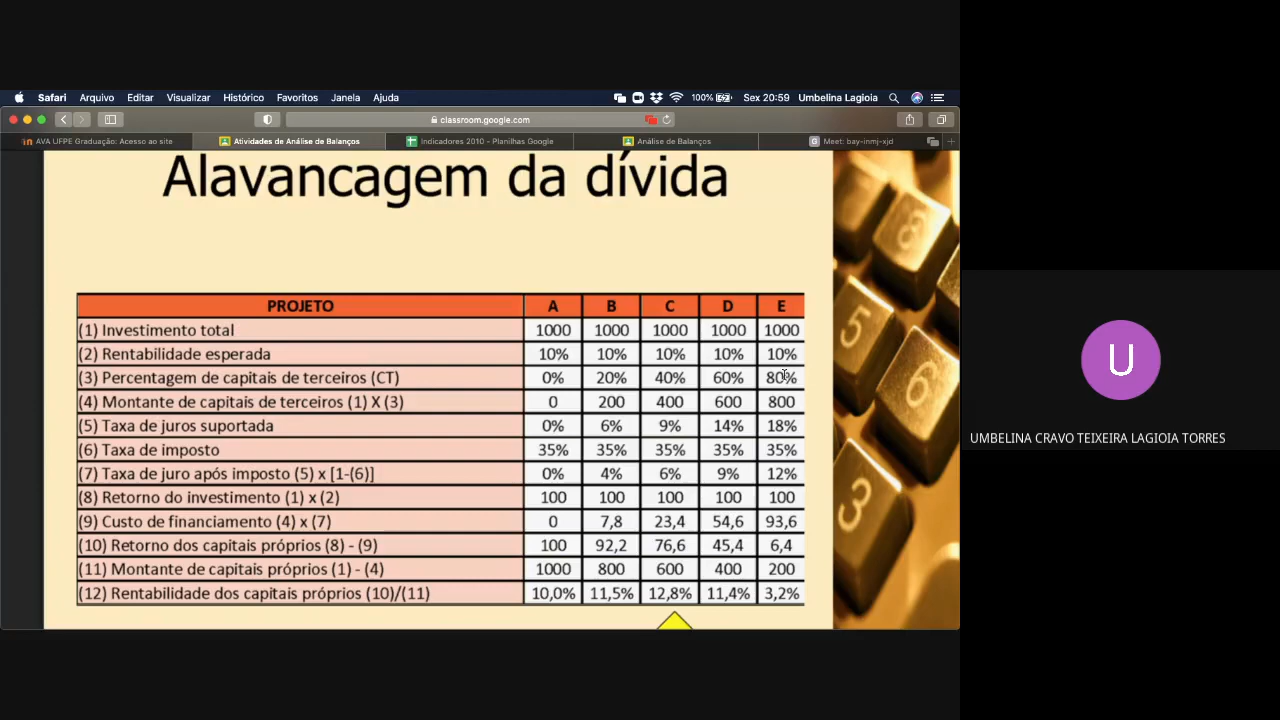 Safari Arquivo Editar Visualizar Histórico Favoritos Janela Ajuda 100% Sex 20:59 Umbelina Lagioia
classroom.google.com
AVA UFPE Graduação: Acesso ao site Atividades de Análise de Balanços Indicadores 2010 - Planilhas Google Análise de Balanços Meet: bay-inmj-xjd
Alavancagem da dívida
PROJETO A B C D E
(1) Investimento total 1000 1000 1000 1000 1000
(2) Rentabilidade esperada 10% 10% 10% 10% 10%
(3) Percentagem de capitais de terceiros (CT) 0% 20% 40% 60% 80%
(4) Montante de capitais de terceiros (1) X (3) 0 200 400 600 800
(5) Taxa de juros suportada 0% 6% 9% 14% 18%
(6) Taxa de imposto 35% 35% 35% 35% 35%
(7) Taxa de juro após imposto (5) x [1-(6)] 0% 4% 6% 9% 12%
(8) Retorno do investimento (1) x (2) 100 100 100 100 100
(9) Custo de financiamento (4) x (7) 0 7,8 23,4 54,6 93,6
(10) Retorno dos capitais próprios (8) - (9) 100 92,2 76,6 45,4 6,4
(11) Montante de capitais próprios (1) - (4) 1000 800 600 400 200
(12) Rentabilidade dos capitais próprios (10)/(11) 10,0% 11,5% 12,8% 11,4% 3,2%
8
5
6
3
U
UMBELINA CRAVO TEIXEIRA LAGIOIA TORRES